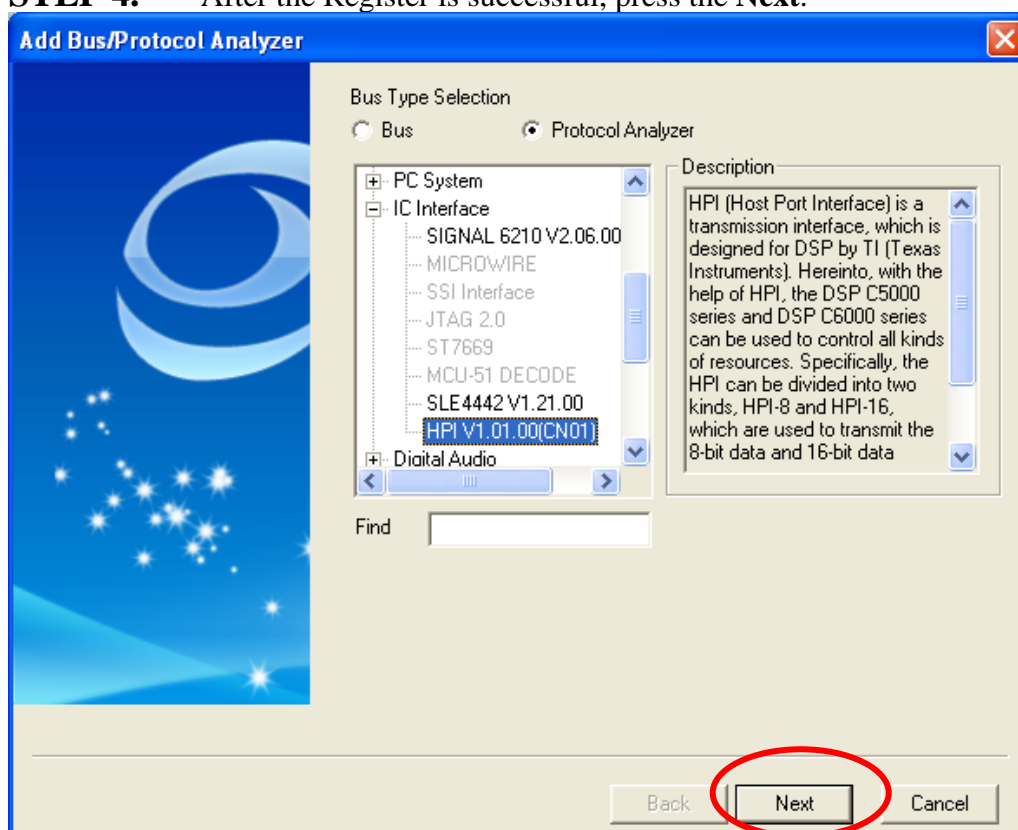 STEP 4. After the Register is successful, press the Next.
Add Bus/Protocol Analyzer
Bus Type Selection
Bus
Protocol Analyzer
PC System
IC Interface
SIGNAL 6210 V2.06.00
MICROWIRE
SSI Interface
JTAG 2.0
ST7669
MCU-51 DECODE
SLE4442 V1.21.00
HPI V1.01.00(CN01)
Digital Audio
Find
Description
HPI (Host Port Interface) is a
transmission interface, which is
designed for DSP by TI (Texas
Instruments). Hereinto, with the
help of HPI, the DSP C5000
series and DSP C6000 series
can be used to control all kinds
of resources. Specifically, the
HPI can be divided into two
kinds, HPI-8 and HPI-16,
which are used to transmit the
8-bit data and 16-bit data
Back
Next
Cancel